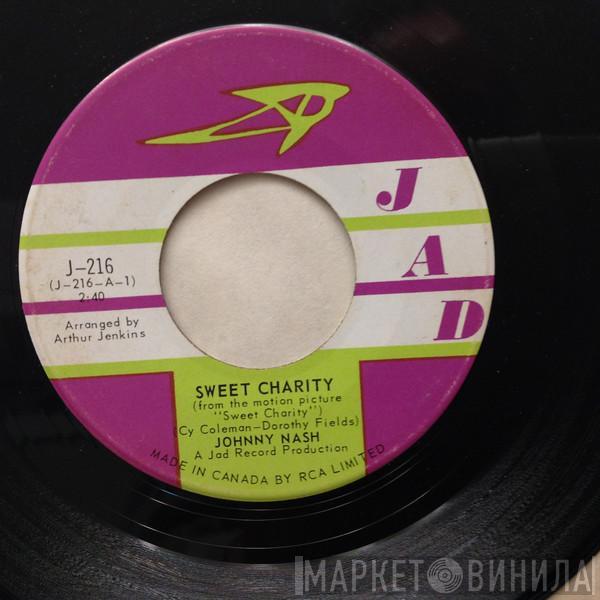 J
A
D
J-216
(J-216-A-1)
2:40
Arranged by
Arthur Jenkins
SWEET CHARITY
(from the motion picture
"Sweet Charity")
(Cy Coleman-Dorothy Fields)
JOHNNY NASH
A Jad Record Production
MADE IN CANADA BY RCA LIMITED
МАРКЕТ ВИНИЛА